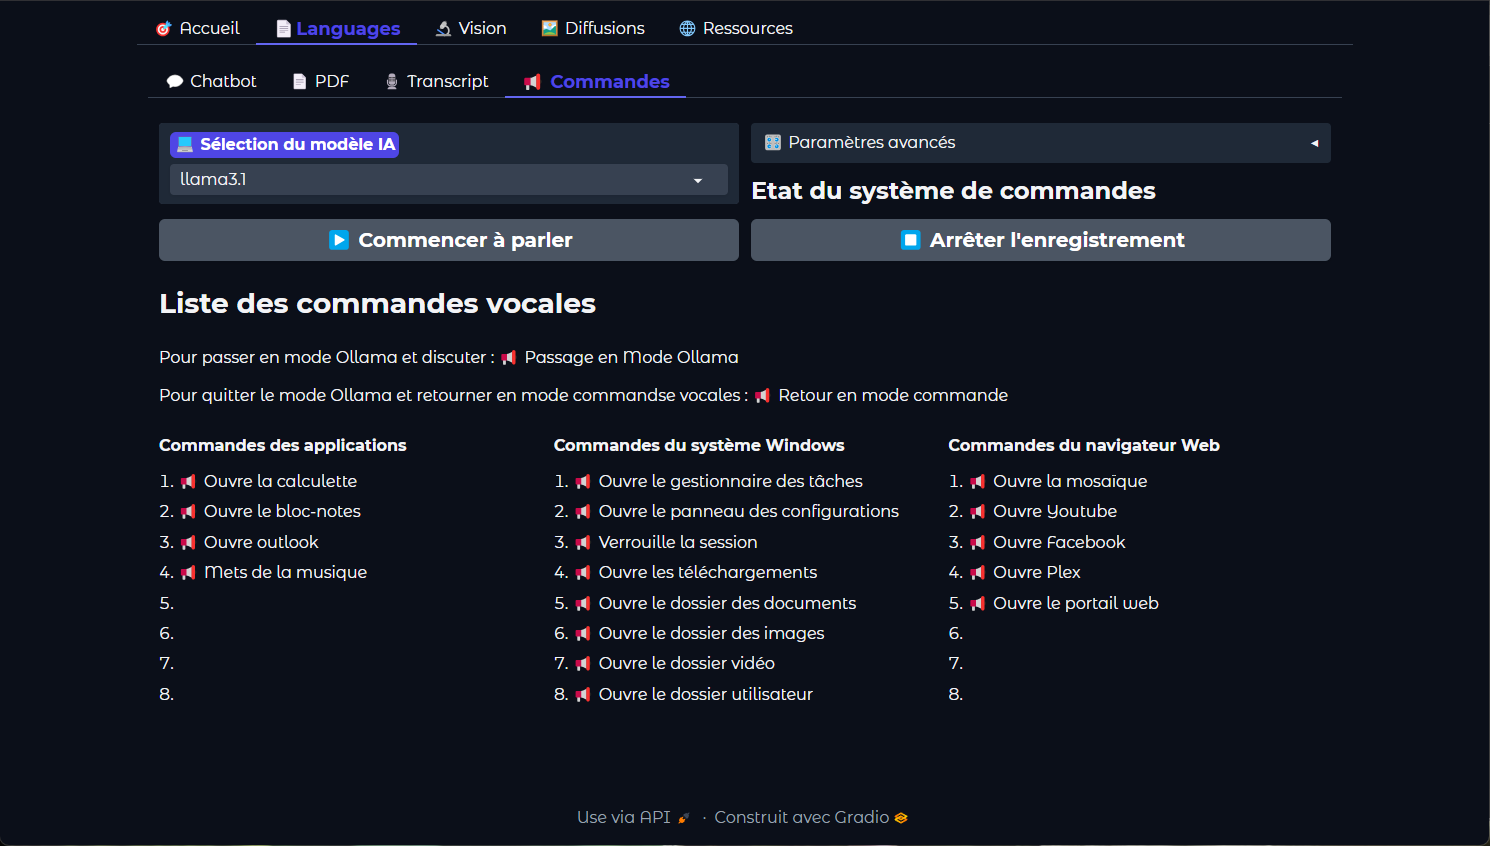 Accueil Languages Vision Diffusions Ressources
Chatbot PDF Transcript Commandes
Sélection du modèle IA
llama3.1
Paramètres avancés
Etat du système de commandes
Commencer à parler
Arrêter l'enregistrement
Liste des commandes vocales
Pour passer en mode Ollama et discuter : Passage en Mode Ollama
Pour quitter le mode Ollama et retourner en mode commandse vocales : Retour en mode commande
Commandes des applications
1. Ouvre la calculette
2. Ouvre le bloc-notes
3. Ouvre outlook
4. Mets de la musique
5.
6.
7.
8.
Commandes du système Windows
1. Ouvre le gestionnaire des tâches
2. Ouvre le panneau des configurations
3. Verrouille la session
4. Ouvre les téléchargements
5. Ouvre le dossier des documents
6. Ouvre le dossier des images
7. Ouvre le dossier vidéo
8. Ouvre le dossier utilisateur
Commandes du navigateur Web
1. Ouvre la mosaïque
2. Ouvre Youtube
3. Ouvre Facebook
4. Ouvre Plex
5. Ouvre le portail web
6.
7.
8.
Use via API · Construit avec Gradio